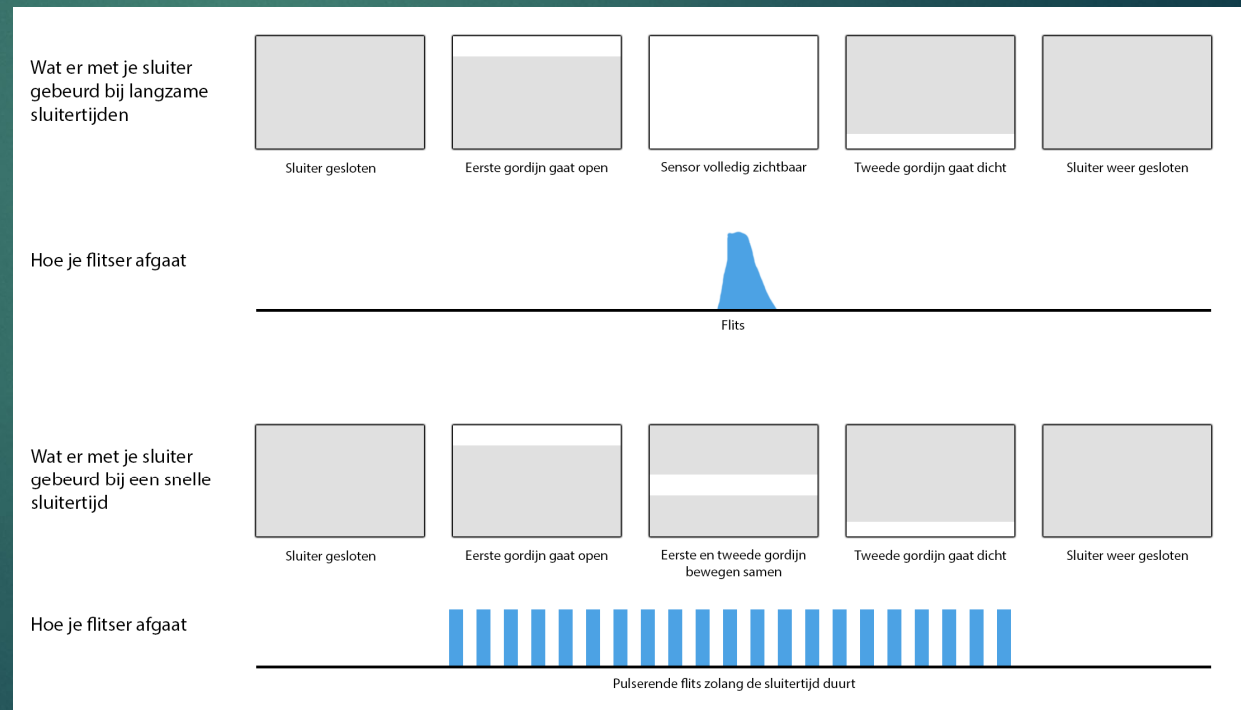 Wat er met je sluiter
gebeurd bij langzame
sluitertijden
Sluiter gesloten
Eerste gordijn gaat open
Sensor volledig zichtbaar
Tweede gordijn gaat dicht
Sluiter weer gesloten
Hoe je flitser afgaat
Flits
Wat er met je sluiter
gebeurd bij een snelle
sluitertijd
Sluiter gesloten
Eerste gordijn gaat open
Eerste en tweede gordijn
bewegen samen
Tweede gordijn gaat dicht
Sluiter weer gesloten
Hoe je flitser afgaat
Pulserende flits zolang de sluitertijd duurt